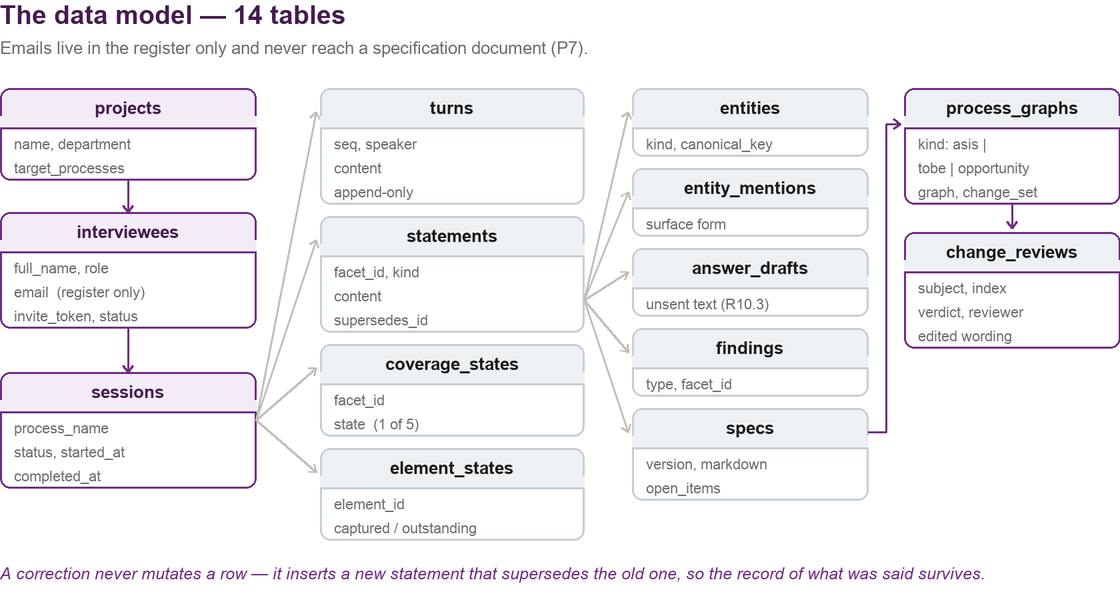 The data model — 14 tables
Emails live in the register only and never reach a specification document (P7).
projects
name, department
target_processes
interviewees
full_name, role
email  (register only)
invite_token, status
sessions
process_name
status, started_at
completed_at
turns
seq, speaker
content
append-only
statements
facet_id, kind
content
supersedes_id
coverage_states
facet_id
state  (1 of 5)
element_states
element_id
captured / outstanding
entities
kind, canonical_key
entity_mentions
surface form
answer_drafts
unsent text (R10.3)
findings
type, facet_id
specs
version, markdown
open_items
process_graphs
kind: asis |
tobe | opportunity
graph, change_set
change_reviews
subject, index
verdict, reviewer
edited wording
A correction never mutates a row — it inserts a new statement that supersedes the old one, so the record of what was said survives.